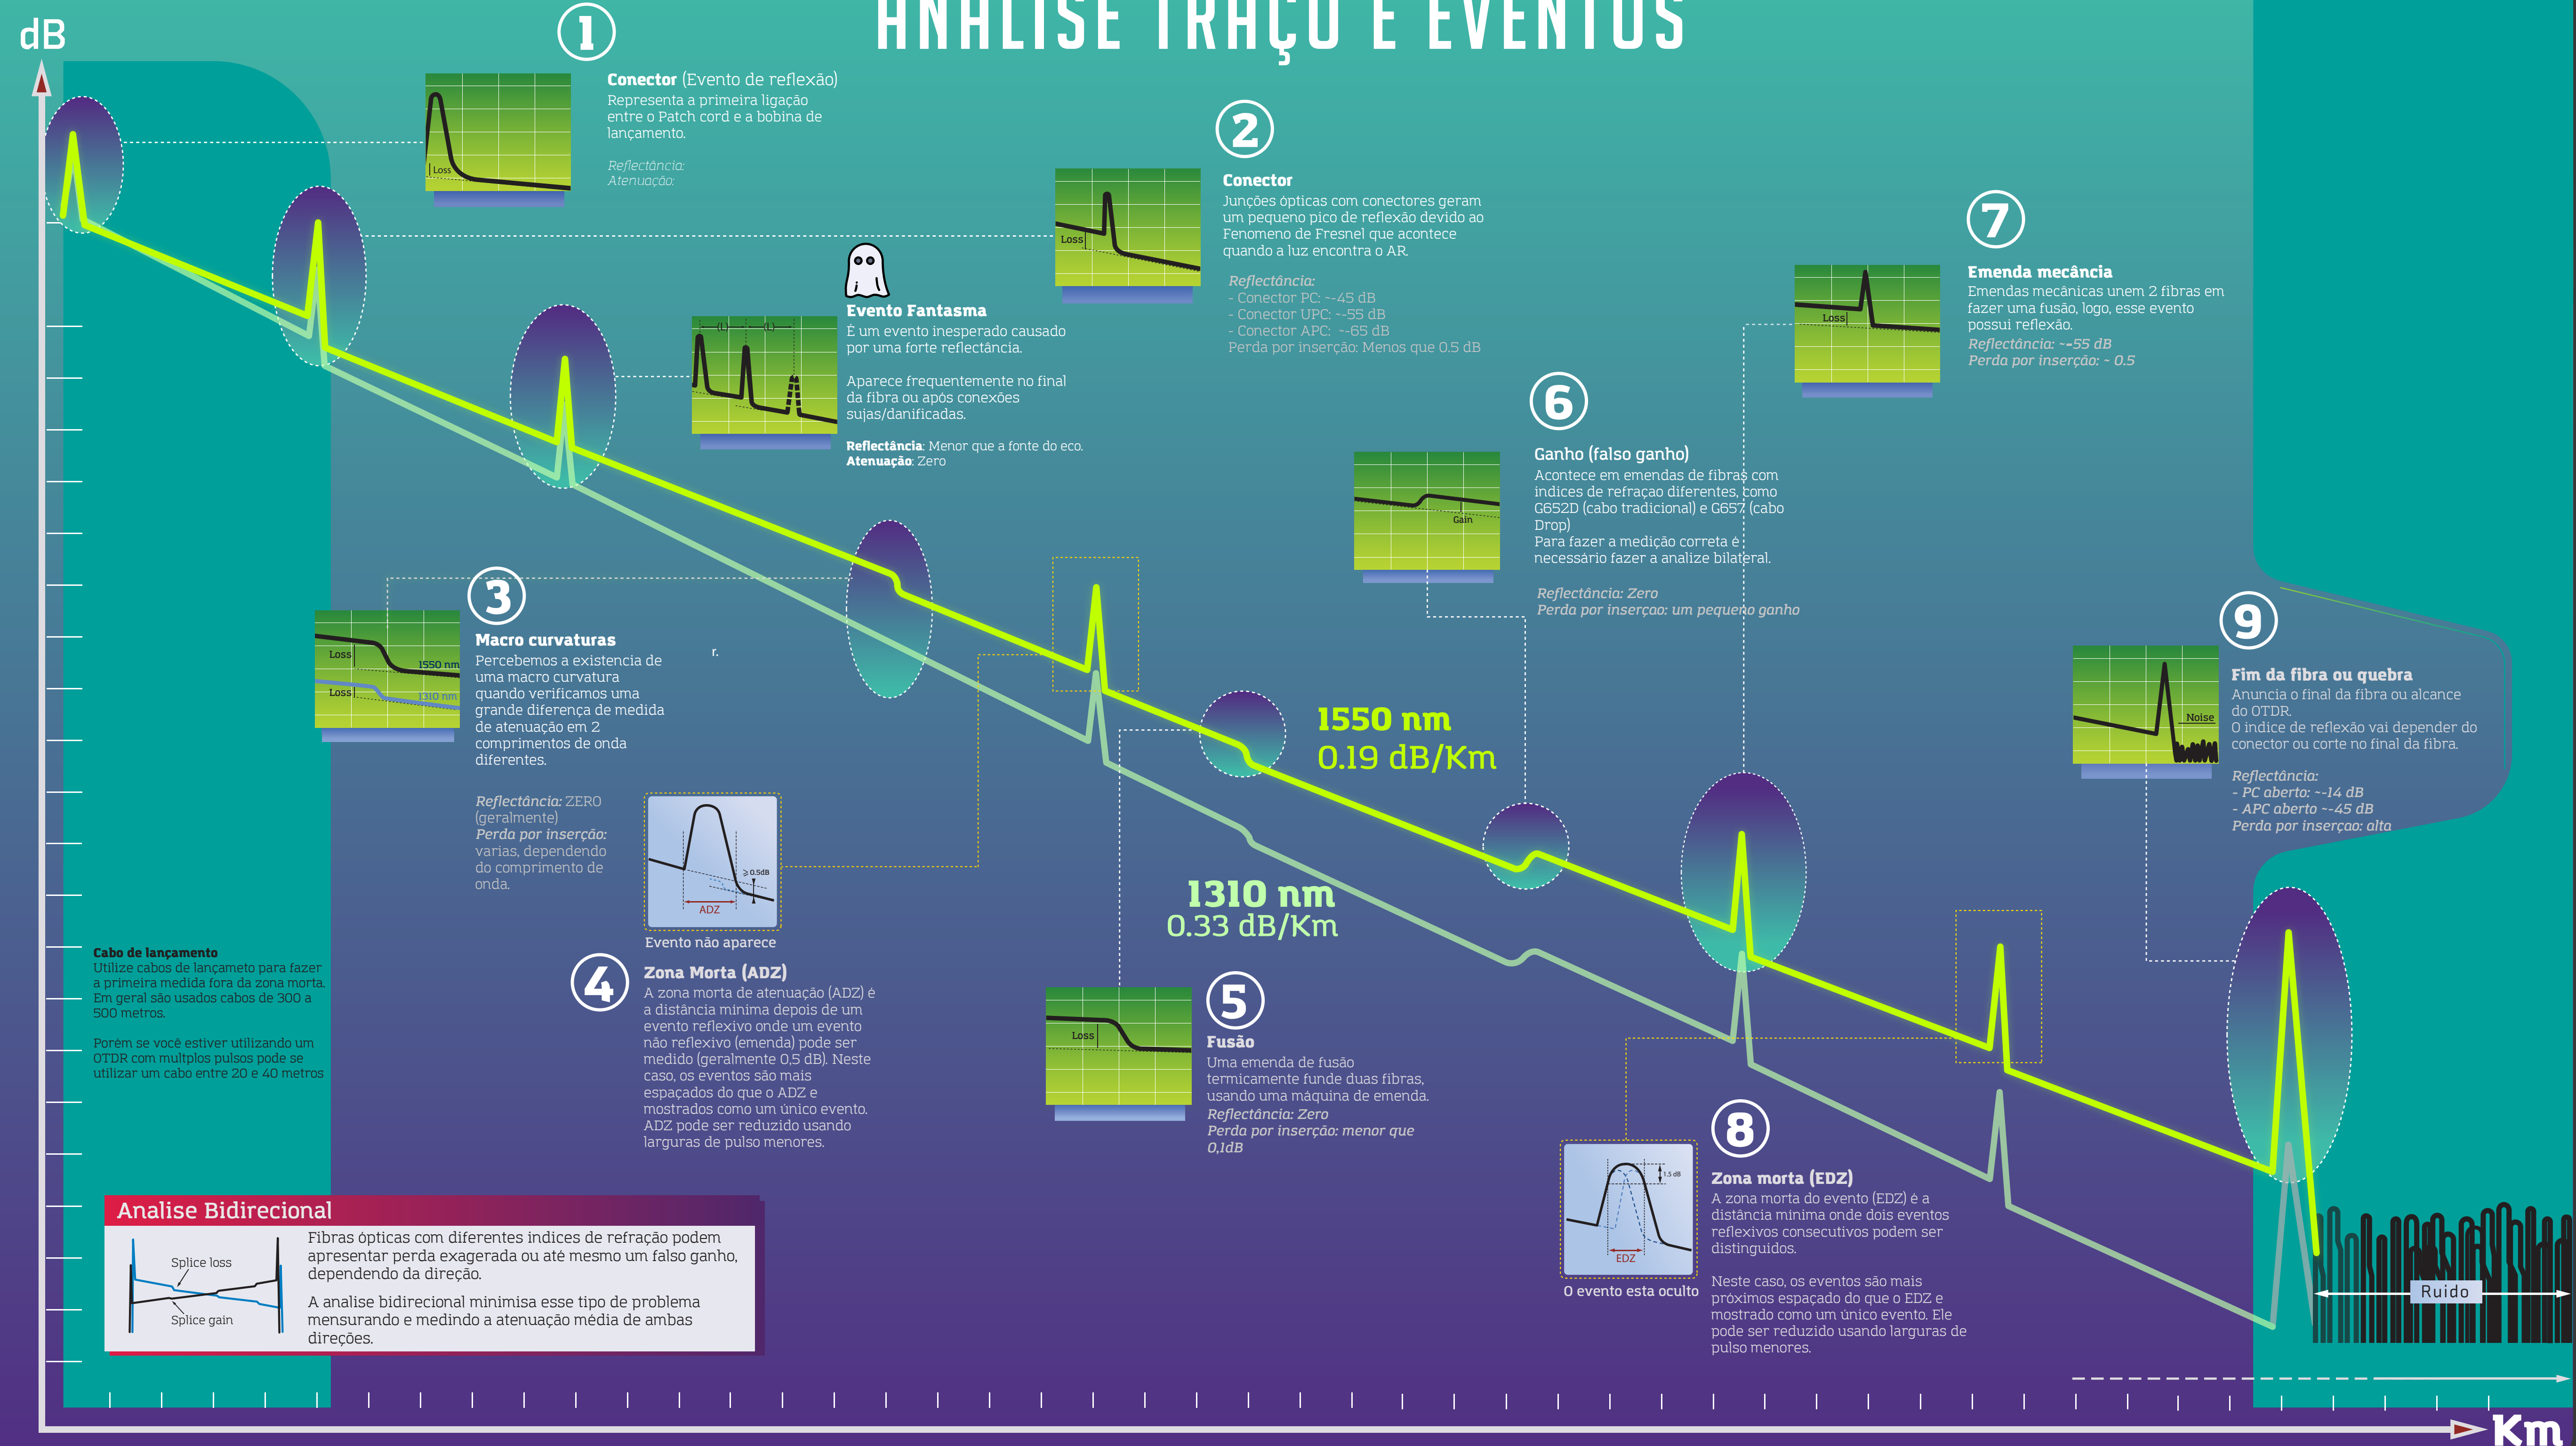 ANALISE TRAÇO E EVENTOS
dB
1
Conector (Evento de reflexão)
Representa a primeira ligação
entre o Patch cord e a bobina de
lançamento.
Reflectância:
Atenuação:
Loss
2
Conector
Junções ópticas com conectores geram
um pequeno pico de reflexão devido ao
Fenomeno de Fresnel que acontece
quando a luz encontra o AR.
Reflectância:
- Conector PC: ~-45 dB
- Conector UPC: ~-55 dB
- Conector APC:  ~-65 dB
Perda por inserção: Menos que 0.5 dB
Loss
Evento Fantasma
É um evento inesperado causado
por uma forte reflectância.
Aparece frequentemente no final
da fibra ou após conexões
sujas/danificadas.
Reflectância: Menor que a fonte do eco.
Atenuação: Zero
(L)
(L)
7
Emenda mecância
Emendas mecânicas unem 2 fibras em
fazer uma fusão, logo, esse evento
possui reflexão.
Reflectância: ~-55 dB
Perda por inserção: ~ 0.5
Loss
6
Ganho (falso ganho)
Acontece em emendas de fibras com
indices de refraçao diferentes, como
G652D (cabo tradicional) e G657 (cabo
Drop)
Para fazer a medição correta é
necessário fazer a analize bilateral.
Reflectância: Zero
Perda por inserçao: um pequeno ganho
Gain
3
Macro curvaturas
Percebemos a existencia de
uma macro curvatura
quando verificamos uma
grande diferença de medida
de atenuação em 2
comprimentos de onda
diferentes.
Reflectância: ZERO
(geralmente)
Perda por inserção:
varias, dependendo
do comprimento de
onda.
Loss
1550 nm
Loss
1310 nm
r.
1550 nm
0.19 dB/Km
1310 nm
0.33 dB/Km
9
Fim da fibra ou quebra
Anuncia o final da fibra ou alcance
do OTDR.
O indice de reflexão vai depender do
conector ou corte no final da fibra.
Reflectância:
- PC aberto: ~-14 dB
- APC aberto ~-45 dB
Perda por inserçao: alta
Noise
⩾ 0.5dB
ADZ
Evento não aparece
4
Zona Morta (ADZ)
A zona morta de atenuação (ADZ) é
a distância mínima depois de um
evento reflexivo onde um evento
não reflexivo (emenda) pode ser
medido (geralmente 0,5 dB). Neste
caso, os eventos são mais
espaçados do que o ADZ e
mostrados como um único evento.
ADZ pode ser reduzido usando
larguras de pulso menores.
Cabo de lançamento
Utilize cabos de lançameto para fazer
a primeira medida fora da zona morta.
Em geral são usados cabos de 300 a
500 metros.
Porém se você estiver utilizando um
OTDR com multplos pulsos pode se
utilizar um cabo entre 20 e 40 metros
5
Fusão
Uma emenda de fusão
termicamente funde duas fibras,
usando uma máquina de emenda.
Reflectância: Zero
Perda por inserção: menor que
0,1dB
Loss
8
Zona morta (EDZ)
A zona morta do evento (EDZ) é a
distância mínima onde dois eventos
reflexivos consecutivos podem ser
distinguidos.
Neste caso, os eventos são mais
próximos espaçado do que o EDZ e
mostrado como um único evento. Ele
pode ser reduzido usando larguras de
pulso menores.
1.5 dB
EDZ
O evento esta oculto
Analise Bidirecional
Splice loss
Splice gain
Fibras ópticas com diferentes indices de refração podem
apresentar perda exagerada ou até mesmo um falso ganho,
dependendo da direção.
A analise bidirecional minimisa esse tipo de problema
mensurando e medindo a atenuação média de ambas
direções.
Ruido
Km